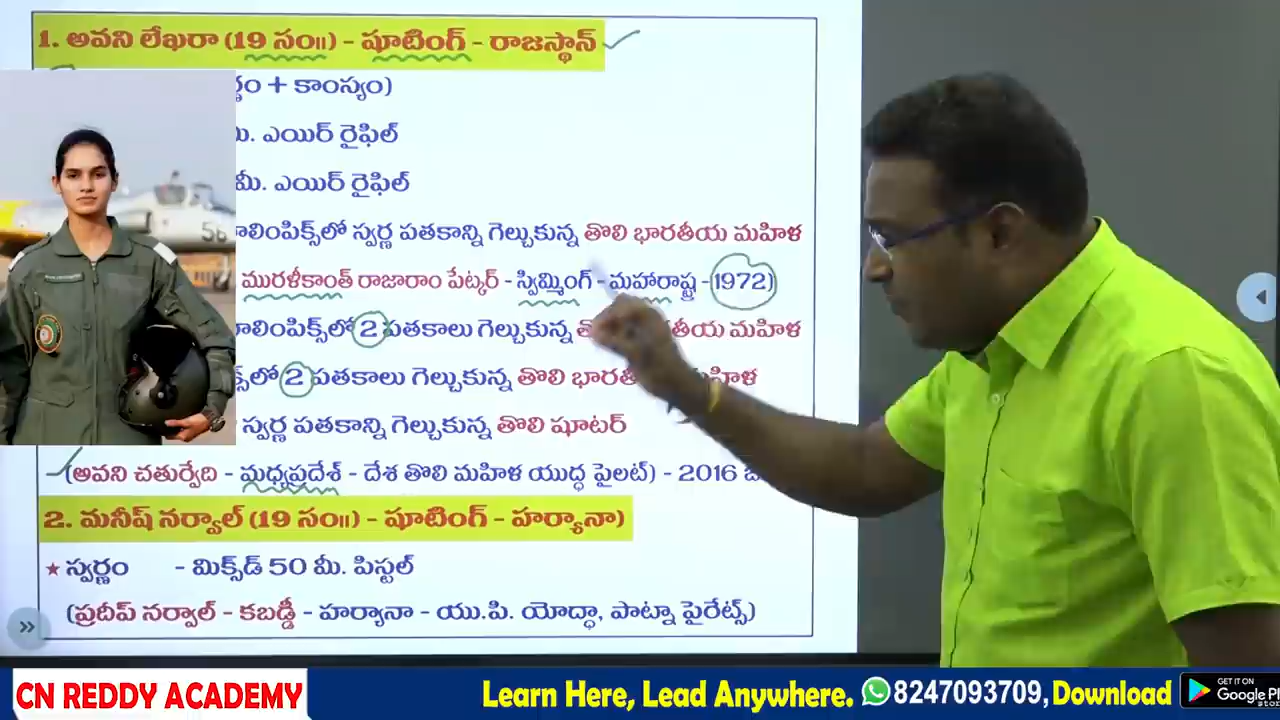 1. అవని లేఖరా (19 సం॥) - షూటింగ్ - రాజస్థాన్
+ కాంస్యం)
మి. ఎయిర్ రైఫిల్
మీ. ఎయిర్ రైఫిల్
స్వర్ణ పతకాన్ని గెల్చుకున్న తొలి భారతీయ మహిళ
మురళీకాంత్ రాజారాం పేట్కర్ - స్విమ్మింగ్ - మహారాష్ట్ర - (1972)
2 పతకాలు గెల్చుకున్న మహిళ
2 పతకాలు గెల్చుకున్న తొలి
స్వర్ణ పతకాన్ని గెల్చుకున్న తొలి షూటర్
(అవని చతుర్వేది - మధ్యప్రదేశ్ - దేశ తొలి మహిళ యుద్ధ పైలట్) - 2016
2. మనీష్ నర్వాల్ (19 సం॥) - షూటింగ్ - హర్యానా)
★ స్వర్ణం - మిక్స్‌డ్ 50 మీ. పిస్టల్
(ప్రదీప్ నర్వాల్ - కబడ్డీ - హర్యానా - యు.పి. యోద్ధా, పాట్నా పైరేట్స్)
56
CN REDDY ACADEMY Learn Here, Lead Anywhere. 8247093709, Download GET IT ON Google